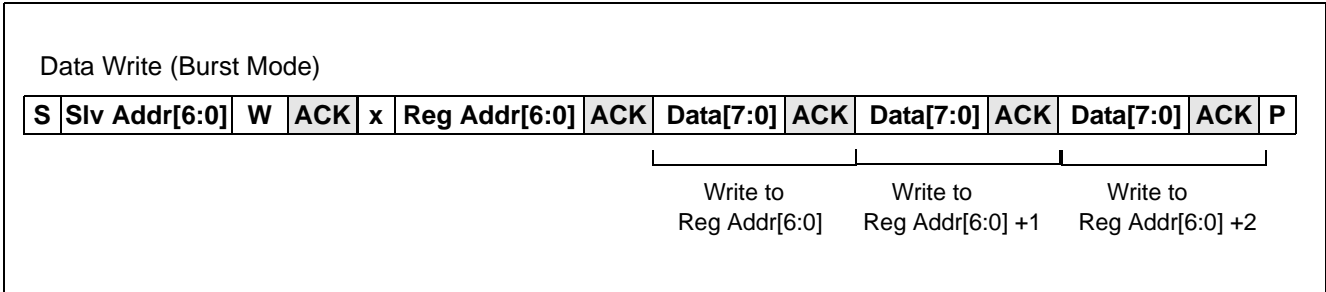 Data Write (Burst Mode)
S Slv Addr[6:0] W ACK x Reg Addr[6:0] ACK Data[7:0] ACK Data[7:0] ACK Data[7:0] ACK P
Write to Write to Write to
Reg Addr[6:0] Reg Addr[6:0] +1 Reg Addr[6:0] +2